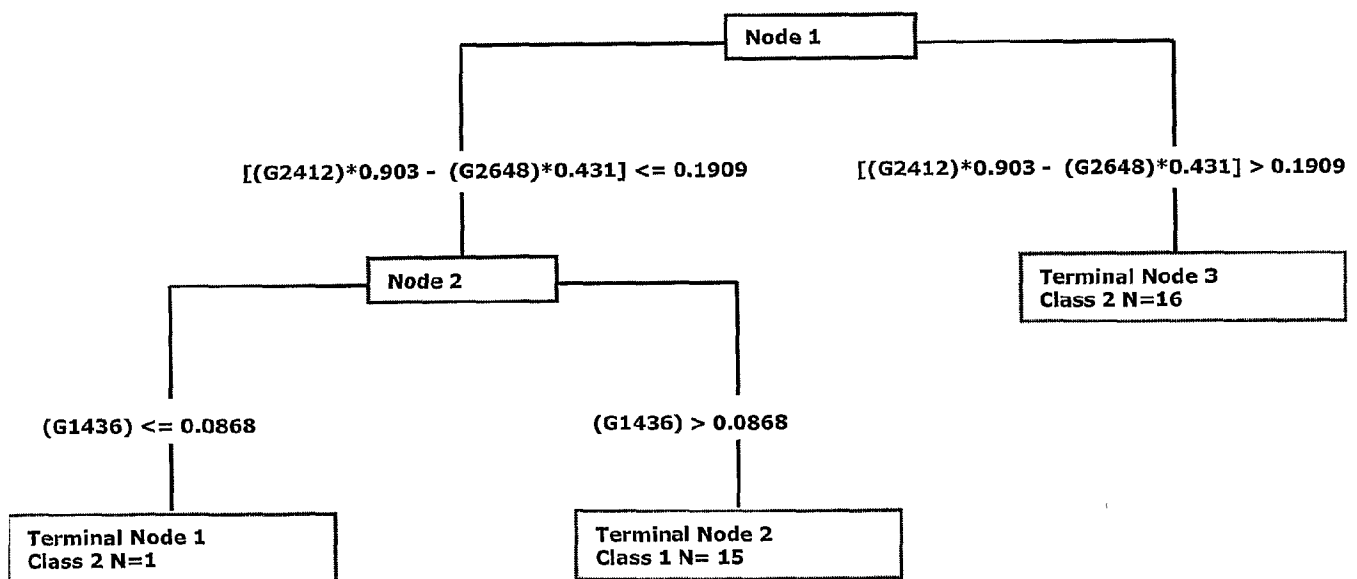 Node 1
[(G2412)*0.903 - (G2648)*0.431] <= 0.1909
[(G2412)*0.903 - (G2648)*0.431] > 0.1909
Node 2
Terminal Node 3
Class 2 N=16
(G1436) <= 0.0868
(G1436) > 0.0868
Terminal Node 1
Class 2 N=1
Terminal Node 2
Class 1 N= 15